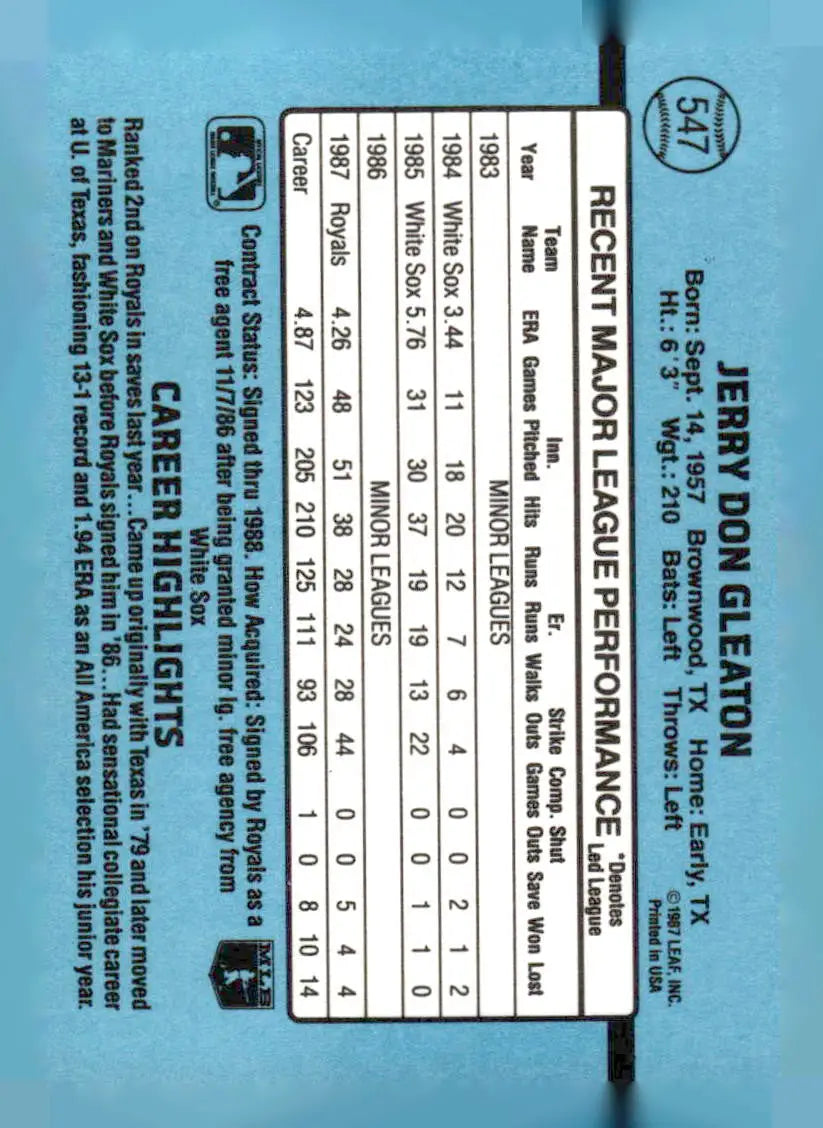 547
JERRY DON GLEATON
Born: Sept. 14, 1957 Brownwood, TX Home: Early, TX
Ht.: 6'3" Wgt.: 210 Bats: Left Throws: Left
©1987 LEAF, INC.
Printed in USA
RECENT MAJOR LEAGUE PERFORMANCE *Denotes
Led League
Team Inn. Er. Strike Comp. Shut
Year Name ERA Games Pitched Hits Runs Runs Walks Outs Games Outs Save Won Lost
1983 MINOR LEAGUES
1984 White Sox 3.44 11 18 20 12 7 6 4 0 0 2 1 2
1985 White Sox 5.76 31 30 37 19 19 13 22 0 0 1 1 0
1986 MINOR LEAGUES
1987 Royals 4.26 48 51 38 28 24 28 44 0 0 5 4 4
Career 4.87 123 205 210 125 111 93 106 1 0 8 10 14
Contract Status: Signed thru 1988. How Acquired: Signed by Royals as a
free agent 11/7/86 after being granted minor lg. free agency from
White Sox
MLB
CAREER HIGHLIGHTS
Ranked 2nd on Royals in saves last year...Came up originally with Texas in '79 and later moved
to Mariners and White Sox before Royals signed him in '86...Had sensational collegiate career
at U. of Texas, fashioning 13-1 record and 1.94 ERA as an All America selection his junior year.